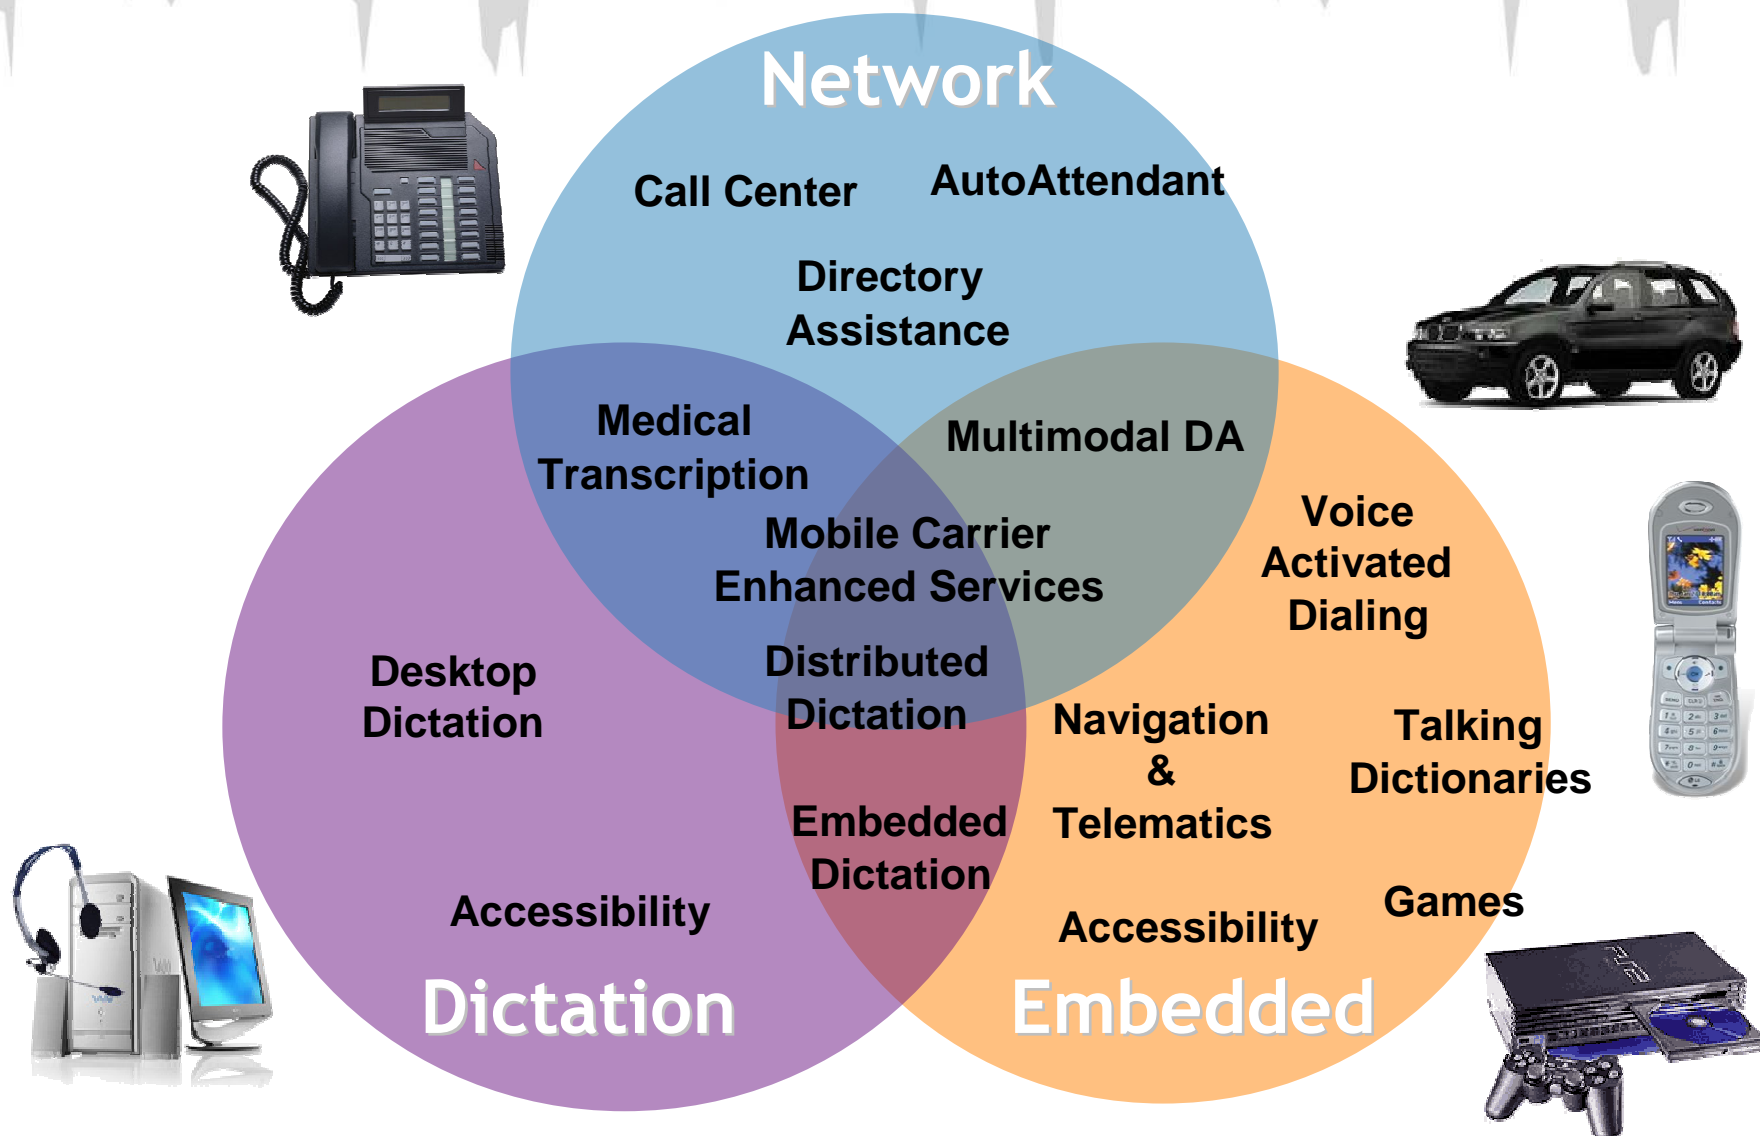 Network
Call Center
AutoAttendant
Directory
Assistance
Medical
Transcription
Multimodal DA
Mobile Carrier
Enhanced Services
Voice
Activated
Dialing
Desktop
Dictation
Distributed
Dictation
Navigation
&
Telematics
Talking
Dictionaries
Embedded
Dictation
Accessibility
Accessibility
Games
Dictation
Embedded
PS2